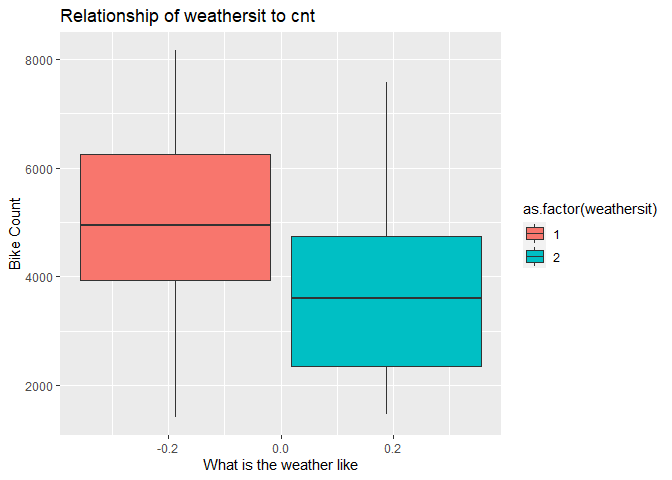 Relationship of weathersit to cnt
8000
6000
4000
2000
Bike Count
-0.2
0.0
0.2
What is the weather like
as.factor(weathersit)
1
2